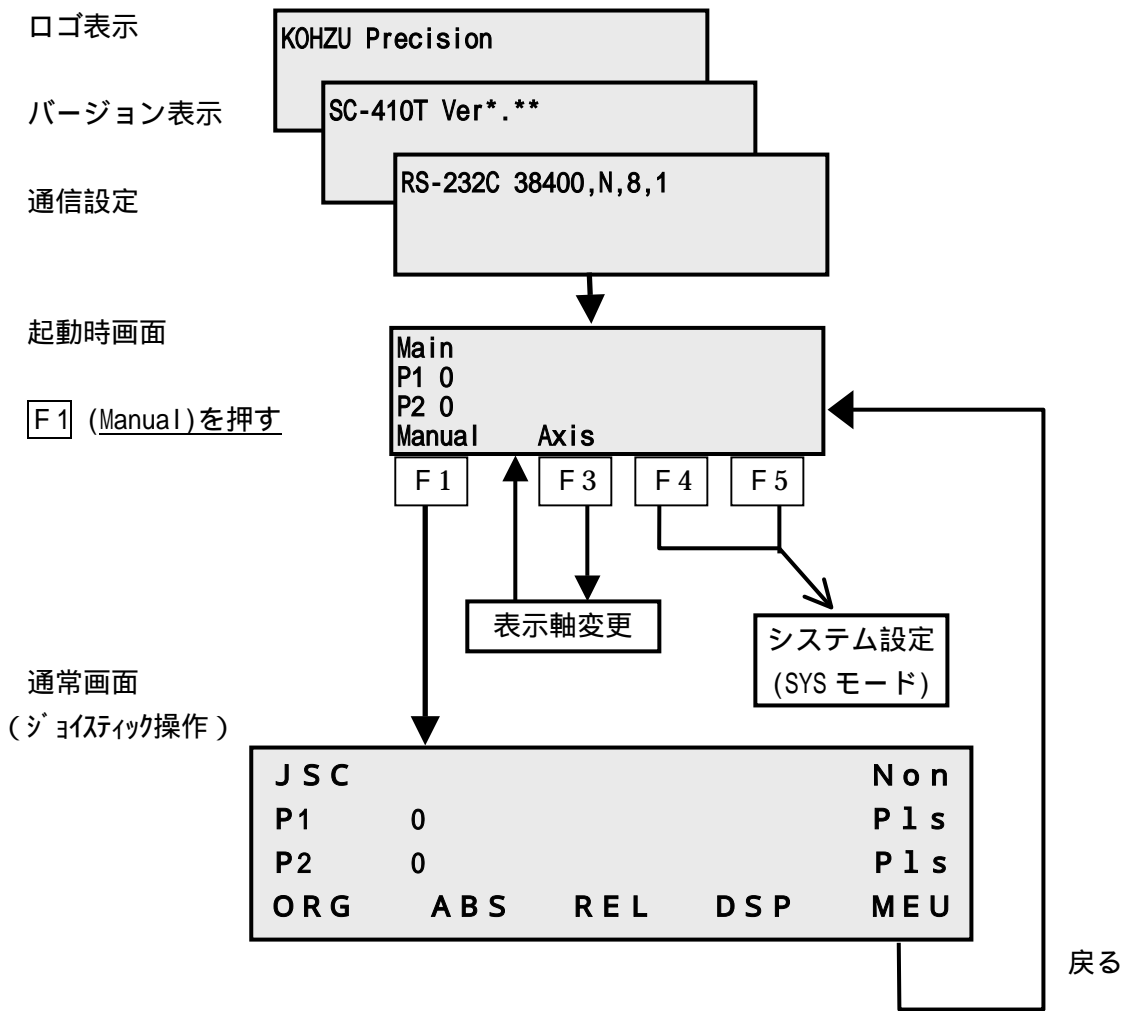 ロゴ表示
KOHZU Precision
バージョン表示
SC-410T Ver*.**
通信設定
RS-232C 38400,N,8,1
起動時画面
Main
P1 0
P2 0
Manual Axis
F1 (Manual)を押す
F1 F3 F4 F5
表示軸変更
システム設定
(SYS モード)
通常画面
(ジョイスティック操作)
JSC Non
P1 0 Pls
P2 0 Pls
ORG ABS REL DSP MEU
戻る